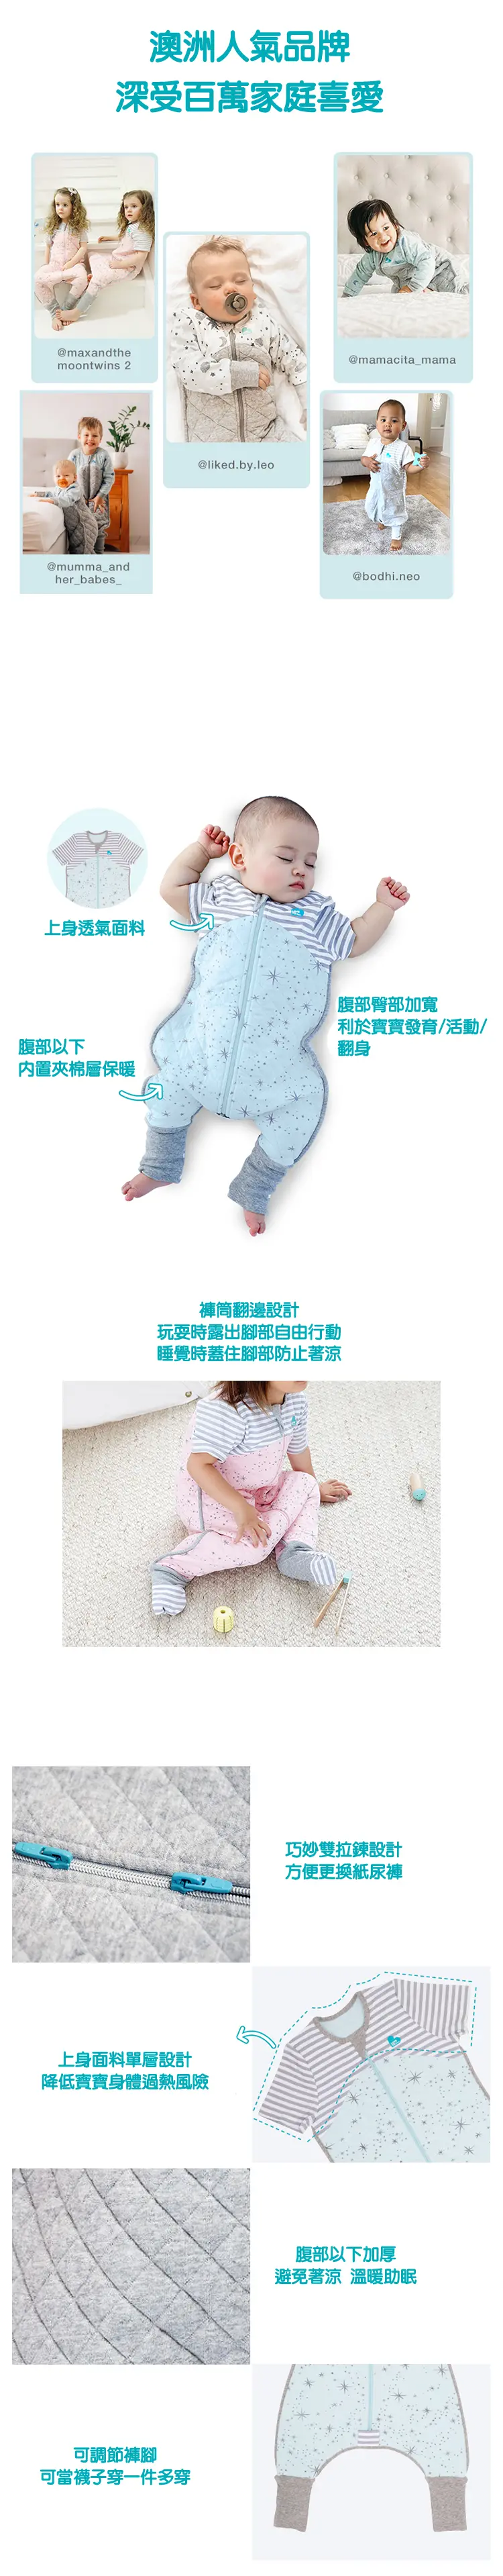 澳洲人氣品牌
深受百萬家庭喜愛
@maxandthe
moontwins 2
@liked.by.leo
@mamacita_mama
@mumma_and
her_babes_
@bodhi.neo
上身透氣面料
腹部臀部加寬
利於寶寶發育/活動/
翻身
腹部以下
內置夾棉層保暖
褲筒翻邊設計
玩耍時露出腳部自由行動
睡覺時蓋住腳部防止著涼
巧妙雙拉鍊設計
方便更換紙尿褲
上身面料單層設計
降低寶寶身體過熱風險
腹部以下加厚
避免著涼 溫暖助眠
可調節褲腳
可當襪子穿一件多穿